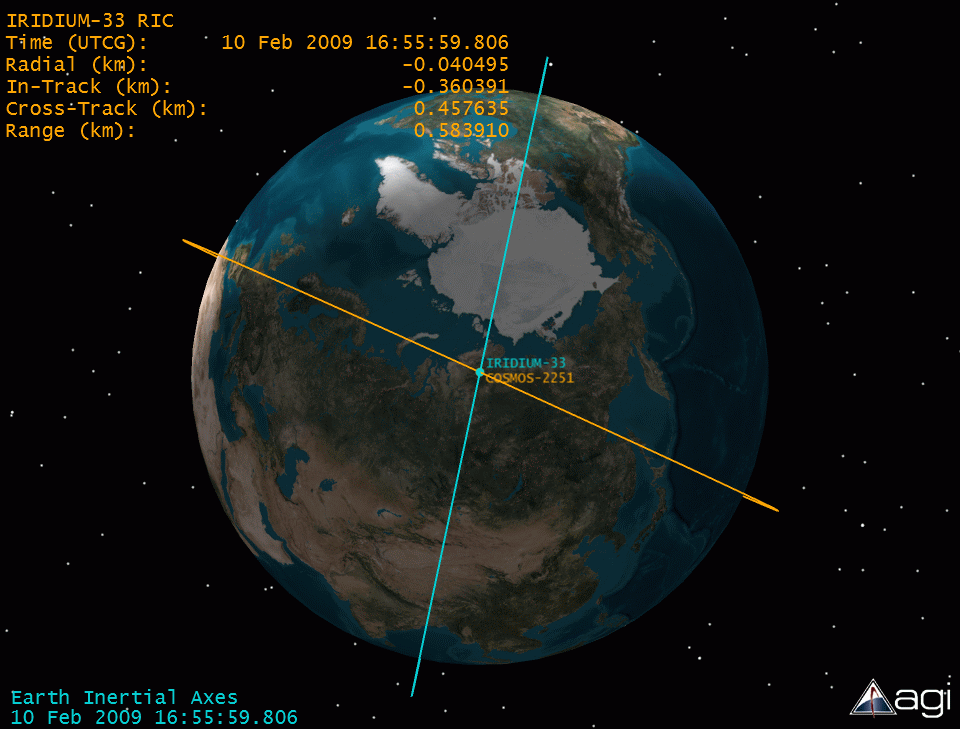 IRIDIUM-33 RIC
Time (UTCG): 10 Feb 2009 16:55:59.806
Radial (km): -0.040495
In-Track (km): -0.360391
Cross-Track (km): 0.457635
Range (km): 0.583910
IRIDIUM-33
COSMOS-2251
Earth Inertial Axes
10 Feb 2009 16:55:59.806
agi